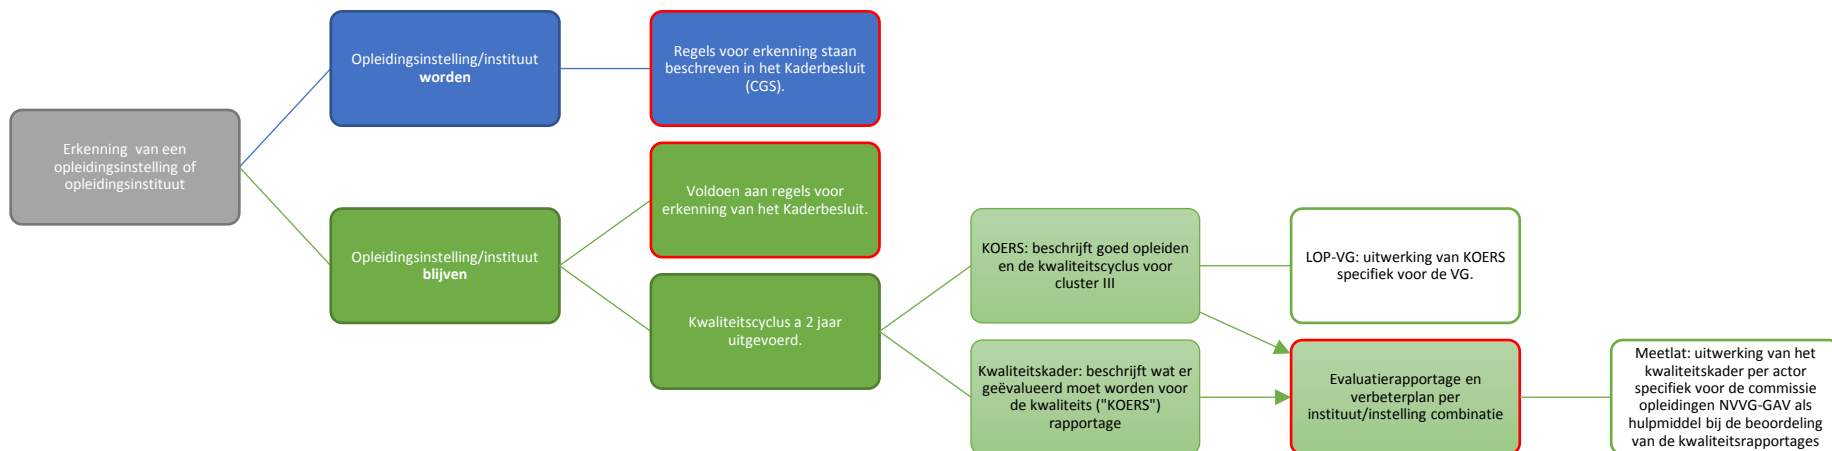 Erkenning van een
opleidingsinstelling of
opleidingsinstituut
Opleidingsinstelling/instituut
worden
Regels voor erkenning staan
beschreven in het Kaderbesluit
(CGS).
Opleidingsinstelling/instituut
blijven
Voldoen aan regels voor
erkenning van het Kaderbesluit.
Kwaliteitscyclus a 2 jaar
uitgevoerd.
KOERS: beschrijft goed opleiden
en de kwaliteitscyclus voor
cluster III
LOP-VG: uitwerking van KOERS
specifiek voor de VG.
Kwaliteitskader: beschrijft wat er
geëvalueerd moet worden voor
de kwaliteits ("KOERS")
rapportage
Evaluatierapportage en
verbeterplan per
instituut/instelling combinatie
Meetlat: uitwerking van het
kwaliteitskader per actor
specifiek voor de commissie
opleidingen NVVG-GAV als
hulpmiddel bij de beoordeling
van de kwaliteitsrapportages